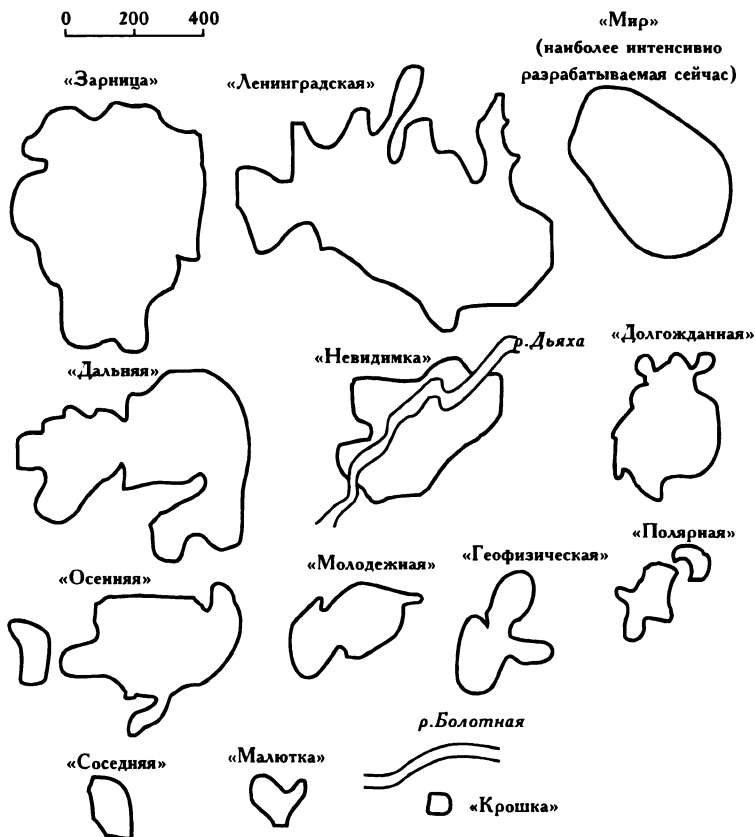 0 200 400
«Мир»
(наиболее интенсивно
разрабатываемая сейчас)
«Зарница»
«Ленинградская»
«Невидимка»
р.Дьяха
«Долгожданная»
«Дальняя»
«Полярная»
«Геофизическая»
«Молодежная»
«Осенняя»
р.Болотная
«Соседняя»
«Малютка»
«Крошка»